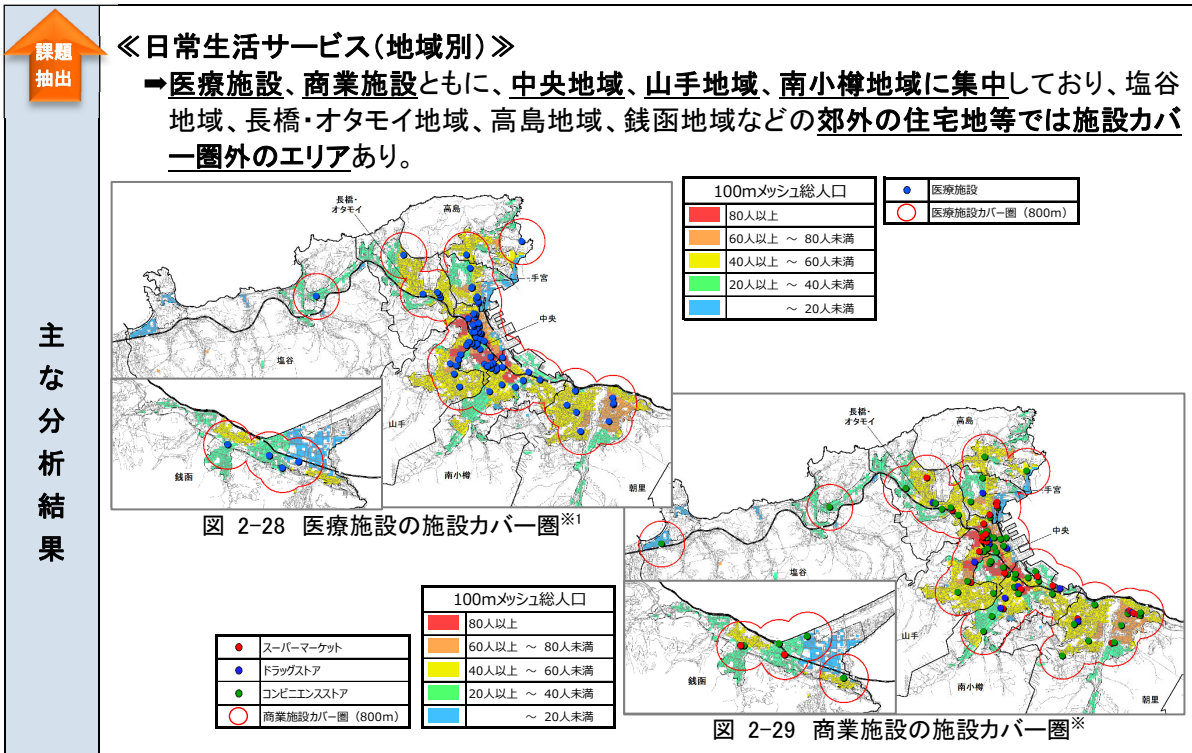 課題
抽出
≪日常生活サービス(地域別)≫
➡医療施設、商業施設ともに、中央地域、山手地域、南小樽地域に集中しており、塩谷
地域、長橋・オタモイ地域、高島地域、銭函地域などの郊外の住宅地等では施設カバ
ー圏外のエリアあり。
主な分析結果
長橋・
オタモイ
高島
手宮
中央
塩谷
山手
南小樽
朝里
銭函
100mメッシュ総人口
80人以上
60人以上 ~ 80人未満
40人以上 ~ 60人未満
20人以上 ~ 40人未満
~ 20人未満
医療施設
医療施設カバー圏(800m)
図 2-28 医療施設の施設カバー圏※1
長橋・
オタモイ
高島
手宮
中央
塩谷
山手
南小樽
朝里
銭函
スーパーマーケット
ドラッグストア
コンビニエンスストア
商業施設カバー圏(800m)
100mメッシュ総人口
80人以上
60人以上 ~ 80人未満
40人以上 ~ 60人未満
20人以上 ~ 40人未満
~ 20人未満
図 2-29 商業施設の施設カバー圏※